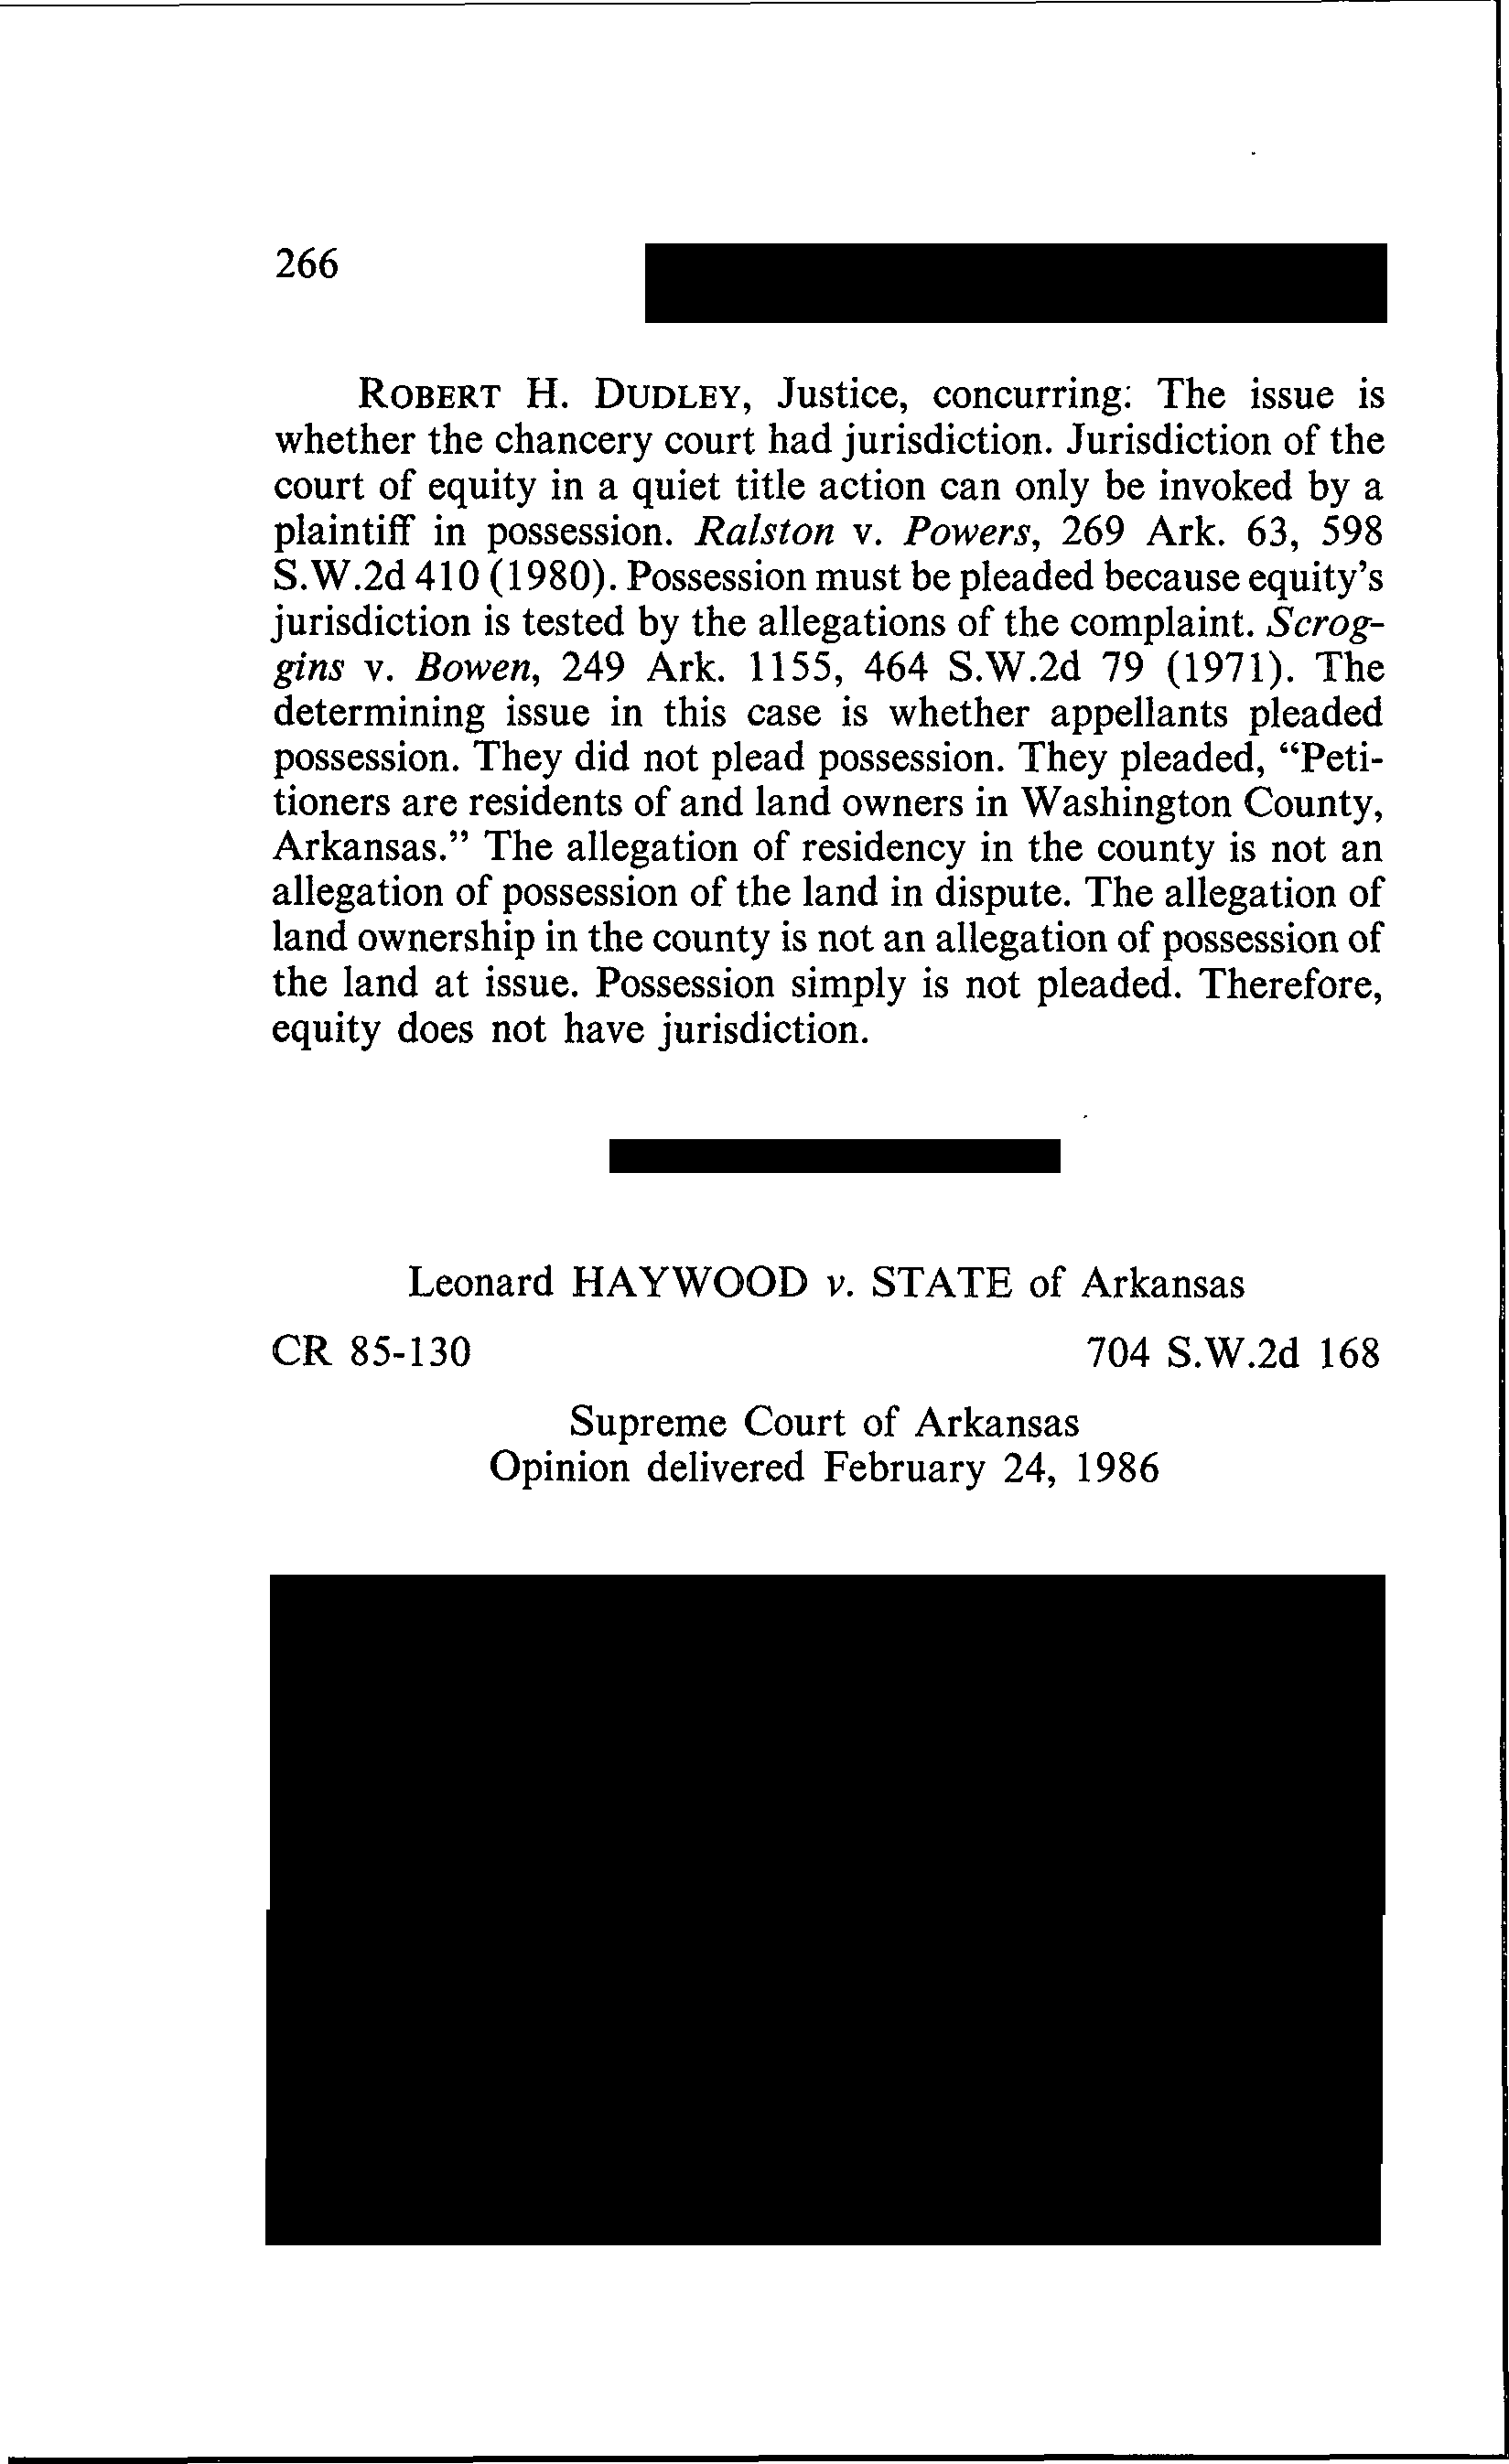 266
ROBERT H. DUDLEY, Justice, concurring: The issue is
whether the chancery court had jurisdiction. Jurisdiction of the
court of equity in a quiet title action can only be invoked by a
plaintiff in possession. Ralston v. Powers, 269 Ark. 63, 598
S.W.2d 410 (1980). Possession must be pleaded because equity's
jurisdiction is tested by the allegations of the complaint. Scrog-
gins v. Bowen, 249 Ark. 1155, 464 S.W.2d 79 (1971). The
determining issue in this case is whether appellants pleaded
possession. They did not plead possession. They pleaded, “Peti-
tioners are residents of and land owners in Washington County,
Arkansas.” The allegation of residency in the county is not an
allegation of possession of the land in dispute. The allegation of
land ownership in the county is not an allegation of possession of
the land at issue. Possession simply is not pleaded. Therefore,
equity does not have jurisdiction.
Leonard HAYWOOD v. STATE of Arkansas
CR 85-130 704 S.W.2d 168
Supreme Court of Arkansas
Opinion delivered February 24, 1986